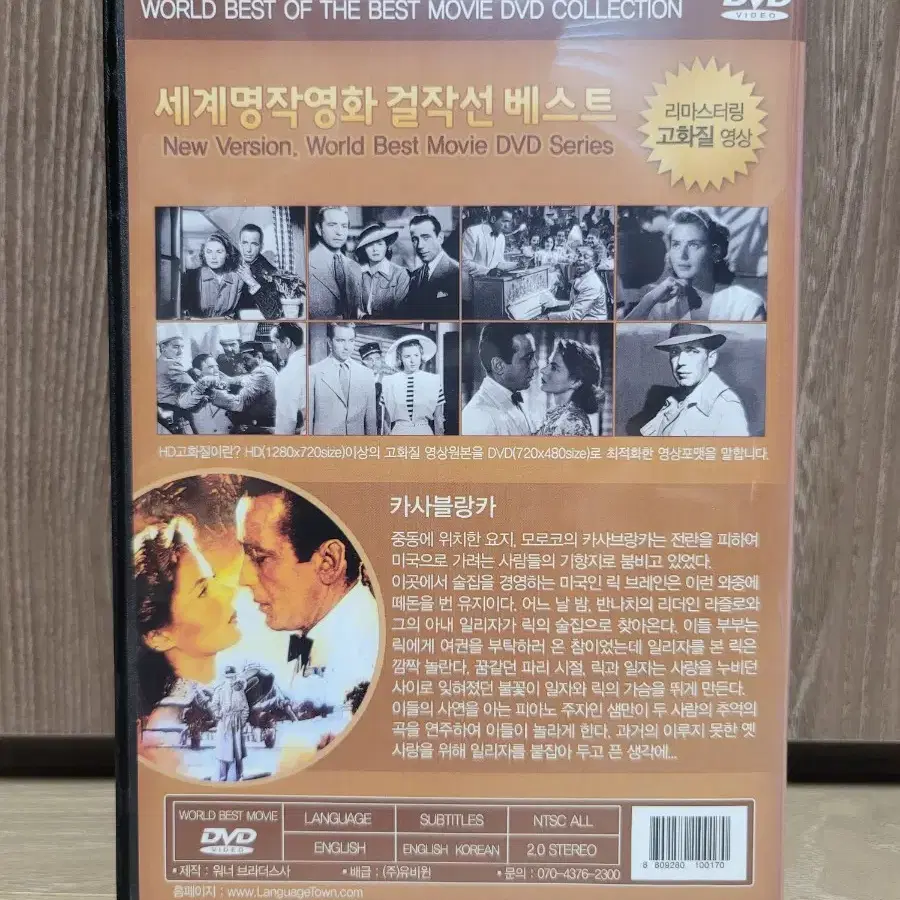 WORLD BEST OF THE BEST MOVIE DVD COLLECTION
DVD
VIDEO
세계명작영화 걸작선 베스트
New Version, World Best Movie DVD Series
리마스터링
고화질 영상
HD고화질이란? HD(1280x720size)이상의 고화질 영상원본을 DVD(720x480size)로 최적화한 영상포맷을 말합니다.
카사블랑카
중동에 위치한 요지, 모로코의 카사브랑카는 전란을 피하여
미국으로 가려는 사람들의 기항지로 붐비고 있었다.
이곳에서 술집을 경영하는 미국인 릭 브레인은 이런 와중에
떼돈을 번 유지이다. 어느 날 밤, 반나치의 리더인 라즐로와
그의 아내 일리자가 릭의 술집으로 찾아온다. 이들 부부는
릭에게 여권을 부탁하러 온 참이었는데 일리자를 본 릭은
깜짝 놀란다. 꿈같던 파리 시절, 릭과 일자는 사랑을 누비던
사이로 잊혀졌던 불꽃이 일자와 릭의 가슴을 뛰게 만든다.
이들의 사연을 아는 피아노 주자인 샘만이 두 사람의 추억의
곡을 연주하여 이들이 놀라게 한다. 과거의 이루지 못한 옛
사랑을 위해 일리자를 붙잡아 두고 픈 생각에...
WORLD BEST MOVIE
DVD
VIDEO
LANGUAGE SUBTITLES NTSC ALL
ENGLISH ENGLISH KOREAN 2.0 STEREO
8 809280 100170
• 제작 : 워너 브라더스사 • 배급 : (주)유비윈 • 문의 : 070-4376-2300
홈페이지 : www.LanguageTown.com